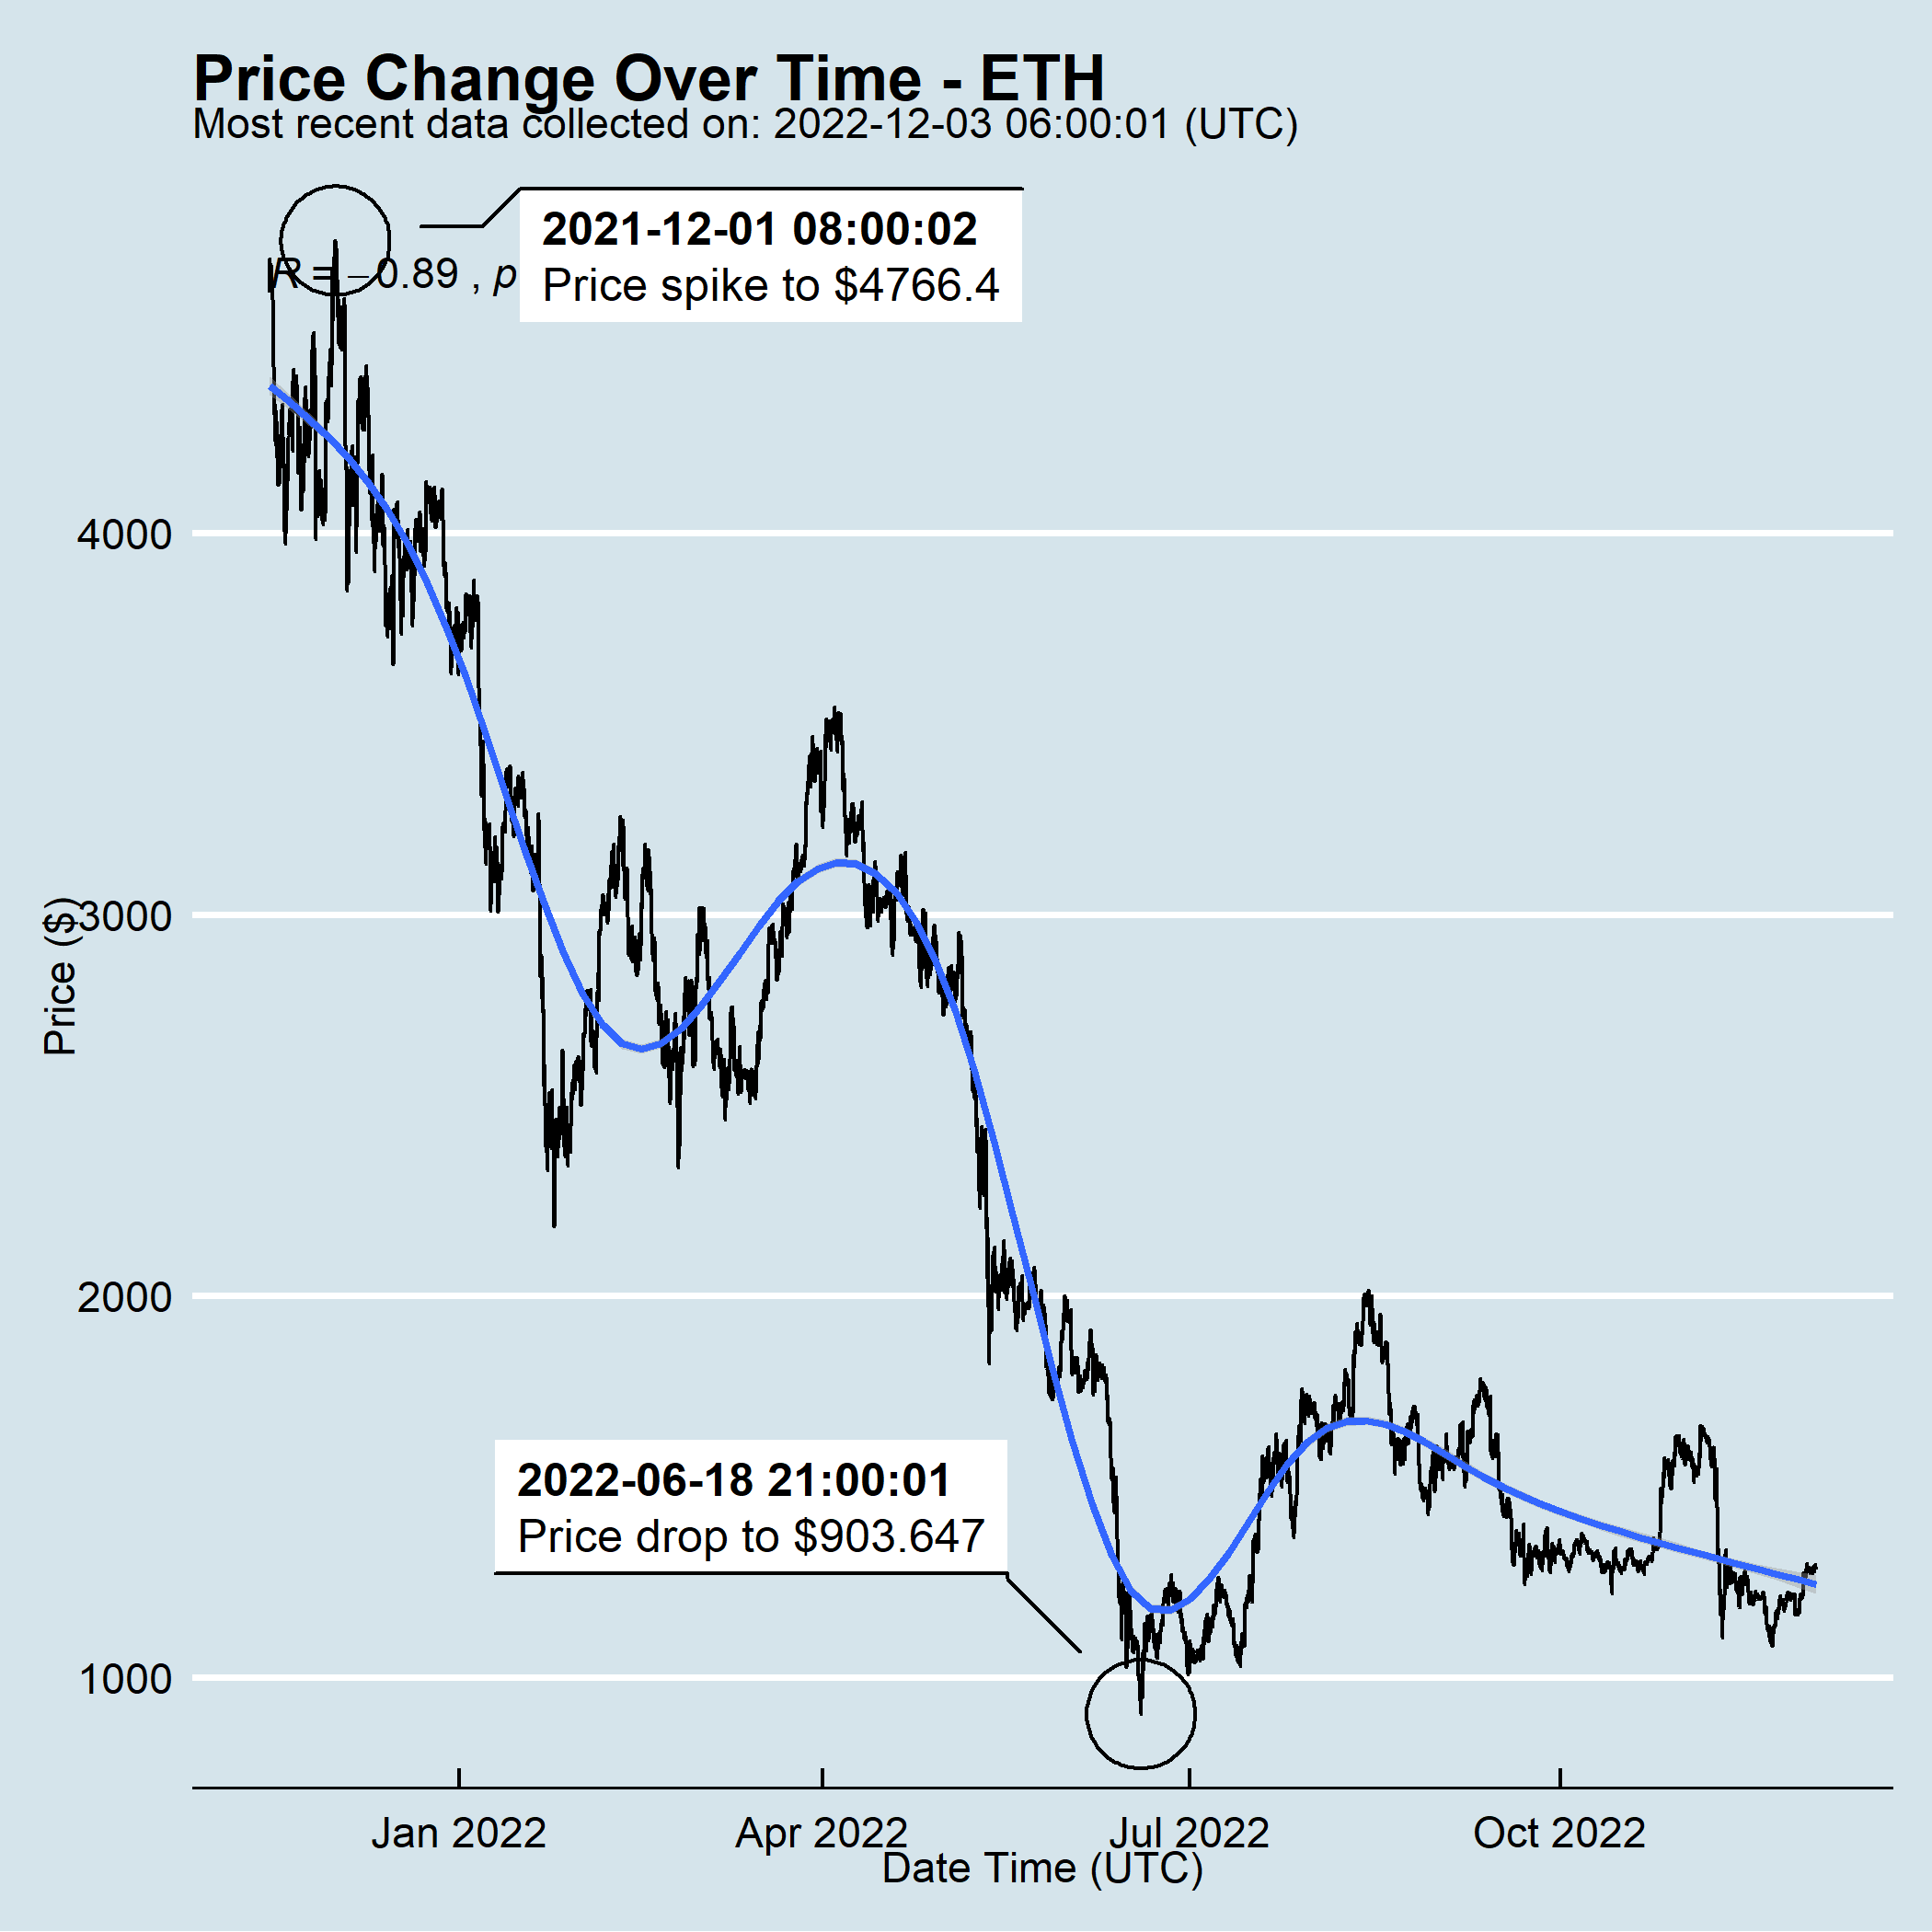 Price Change Over Time - ETH
Most recent data collected on: 2022-12-03 06:00:01 (UTC)
2021-12-01 08:00:02
Price spike to $4766.4
R = −0.89 , p
4000
3000
2000
1000
Price ($)
2022-06-18 21:00:01
Price drop to $903.647
Jan 2022
Apr 2022
Jul 2022
Oct 2022
Date Time (UTC)